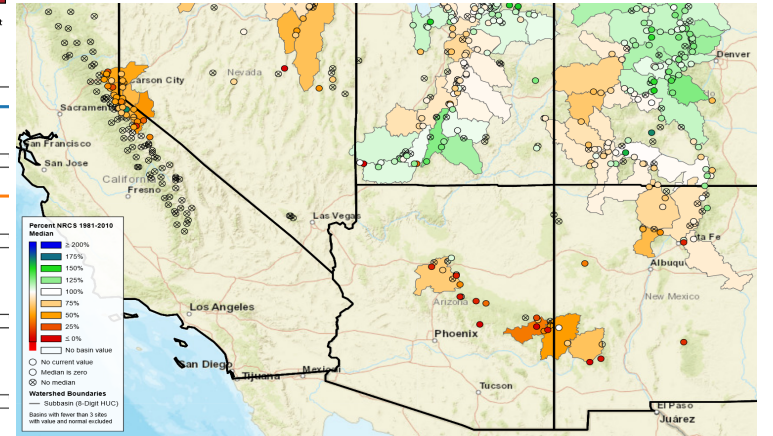 t
Denver
Nevada
Carson City
Sacrament
San Francisco
San Jose
California
Fresno
Las Vegas
ta Fe
Albuqu
New Mexico
Percent NRCS 1981-2010
Median
≥ 200%
175%
150%
125%
100%
75%
50%
25%
≤ 0%
No basin value
No current value
Median is zero
No median
Watershed Boundaries
Subbasin (8-Digit HUC)
Basins with fewer than 3 sites
with value and normal excluded
Los Angeles
San Diego
Tijuana
Mexicali
Arizona
Phoenix
Tucson
El Paso
Juárez